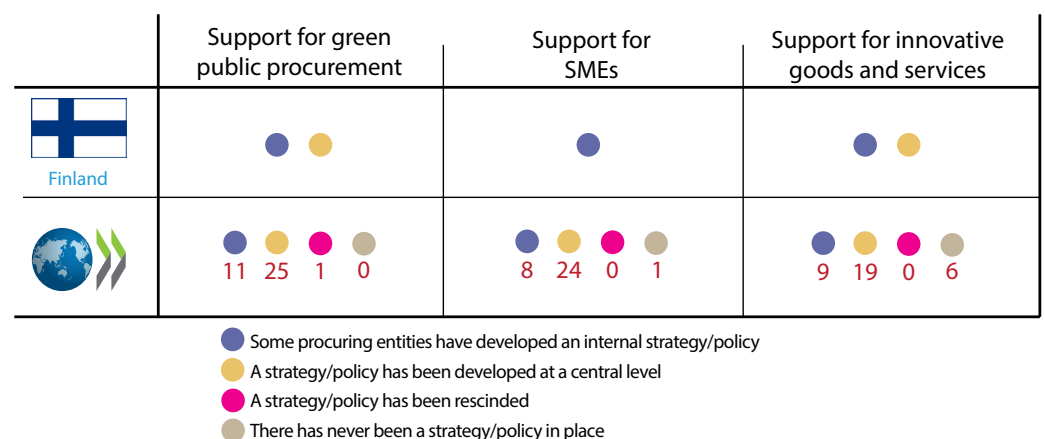 Support for green
public procurement
Support for
SMEs
Support for innovative
goods and services
Finland
11 25 1 0
8 24 0 1
9 19 0 6
Some procuring entities have developed an internal strategy/policy
A strategy/policy has been developed at a central level
A strategy/policy has been rescinded
There has never been a strategy/policy in place